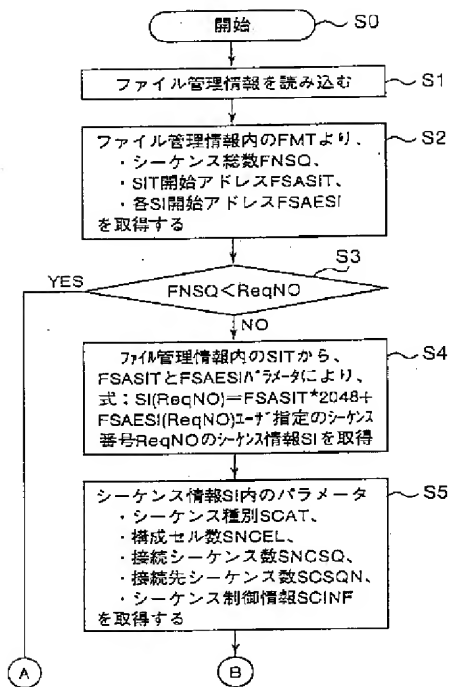 開始
S0
ファイル管理情報を読み込む
S1
ファイル管理情報内のFMTより、
・シーケンス総数FNSQ、
・SIT開始アドレスFSASIT、
・各SI開始アドレスFSAESI
を取得する
S2
S3
YES
FNSQ<ReqNO
NO
ファイル管理情報内のSITから、
FSASITとFSAESIパラメータにより、
式：SI(ReqNO)=FSASIT*2048+
FSAESI(ReqNO)ユーザ指定のシーケンス
番号ReqNOのシーケンス情報SIを取得
S4
シーケンス情報SI内のパラメータ
・シーケンス種別SCAT、
・構成セル数SNCEL、
・接続シーケンス数SNCSQ、
・接続先シーケンス数SCSQN、
・シーケンス制御情報SCINF
を取得する
S5
A
B